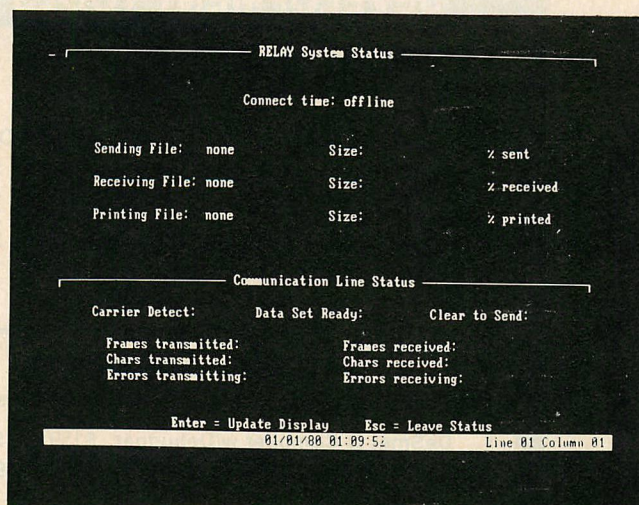 RELAY System Status
Connect time: offline
Sending File: none Size: % sent
Receiving File: none Size: % received
Printing File: none Size: % printed
Communication Line Status
Carrier Detect: Data Set Ready: Clear to Send:
Frames transmitted: Frames received:
Chars transmitted: Chars received:
Errors transmitting: Errors receiving:
Enter = Update Display Esc = Leave Status
01/01/80 Line 01 Column 01